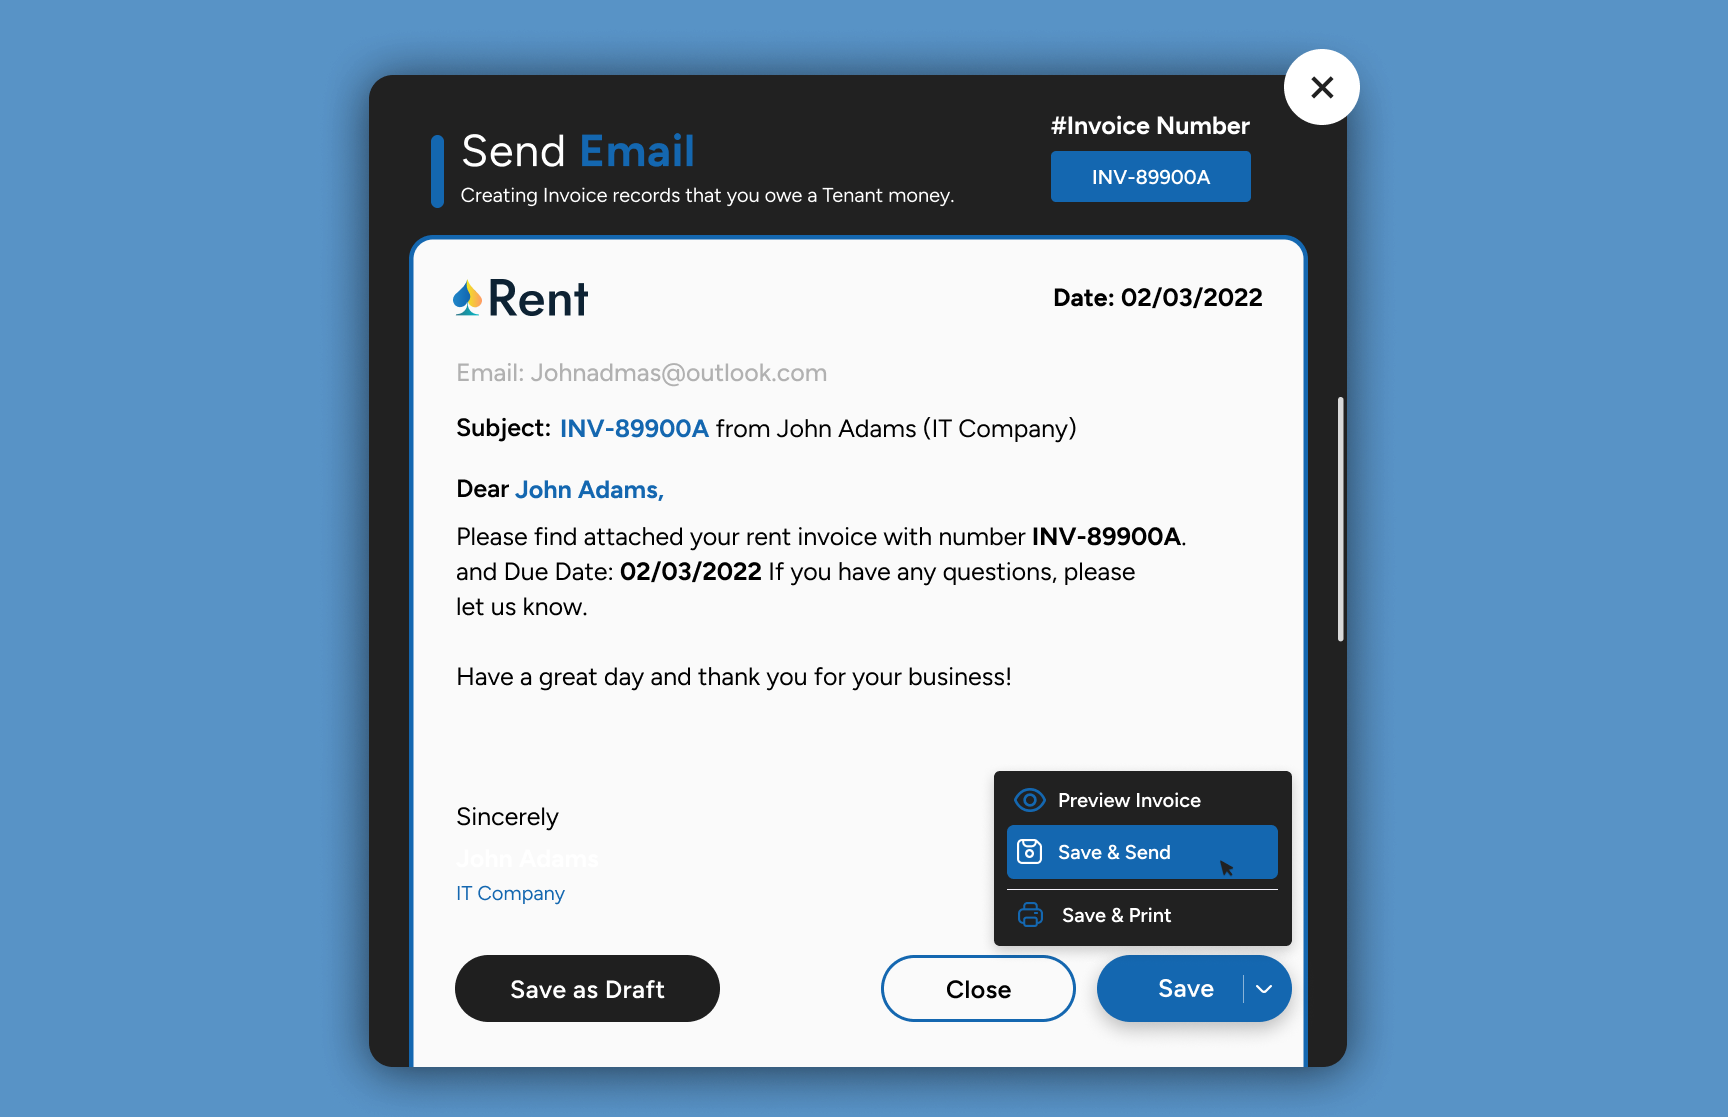 Send Email
Creating Invoice records that you owe a Tenant money.
#Invoice Number
INV-89900A
Rent
Date: 02/03/2022
Email: Johnadmas@outlook.com
Subject: INV-89900A from John Adams (IT Company)
Dear John Adams,
Please find attached your rent invoice with number INV-89900A.
and Due Date: 02/03/2022 If you have any questions, please
let us know.
Have a great day and thank you for your business!
Sincerely
John Adams
IT Company
Preview Invoice
Save & Send
Save & Print
Save as Draft
Close
Save